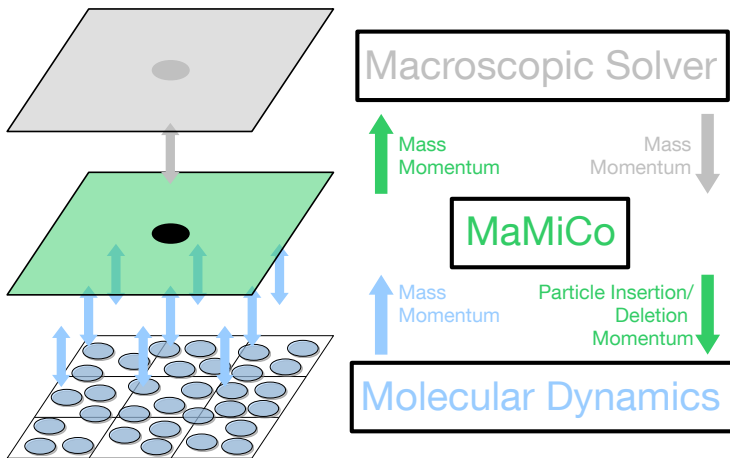 Macroscopic Solver
Mass
Momentum
Mass
Momentum
MaMiCo
Mass
Momentum
Particle Insertion/
Deletion
Momentum
Molecular Dynamics